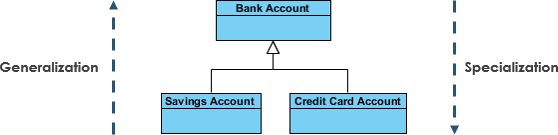 Bank Account
Generalization
Specialization
Savings Account
Credit Card Account